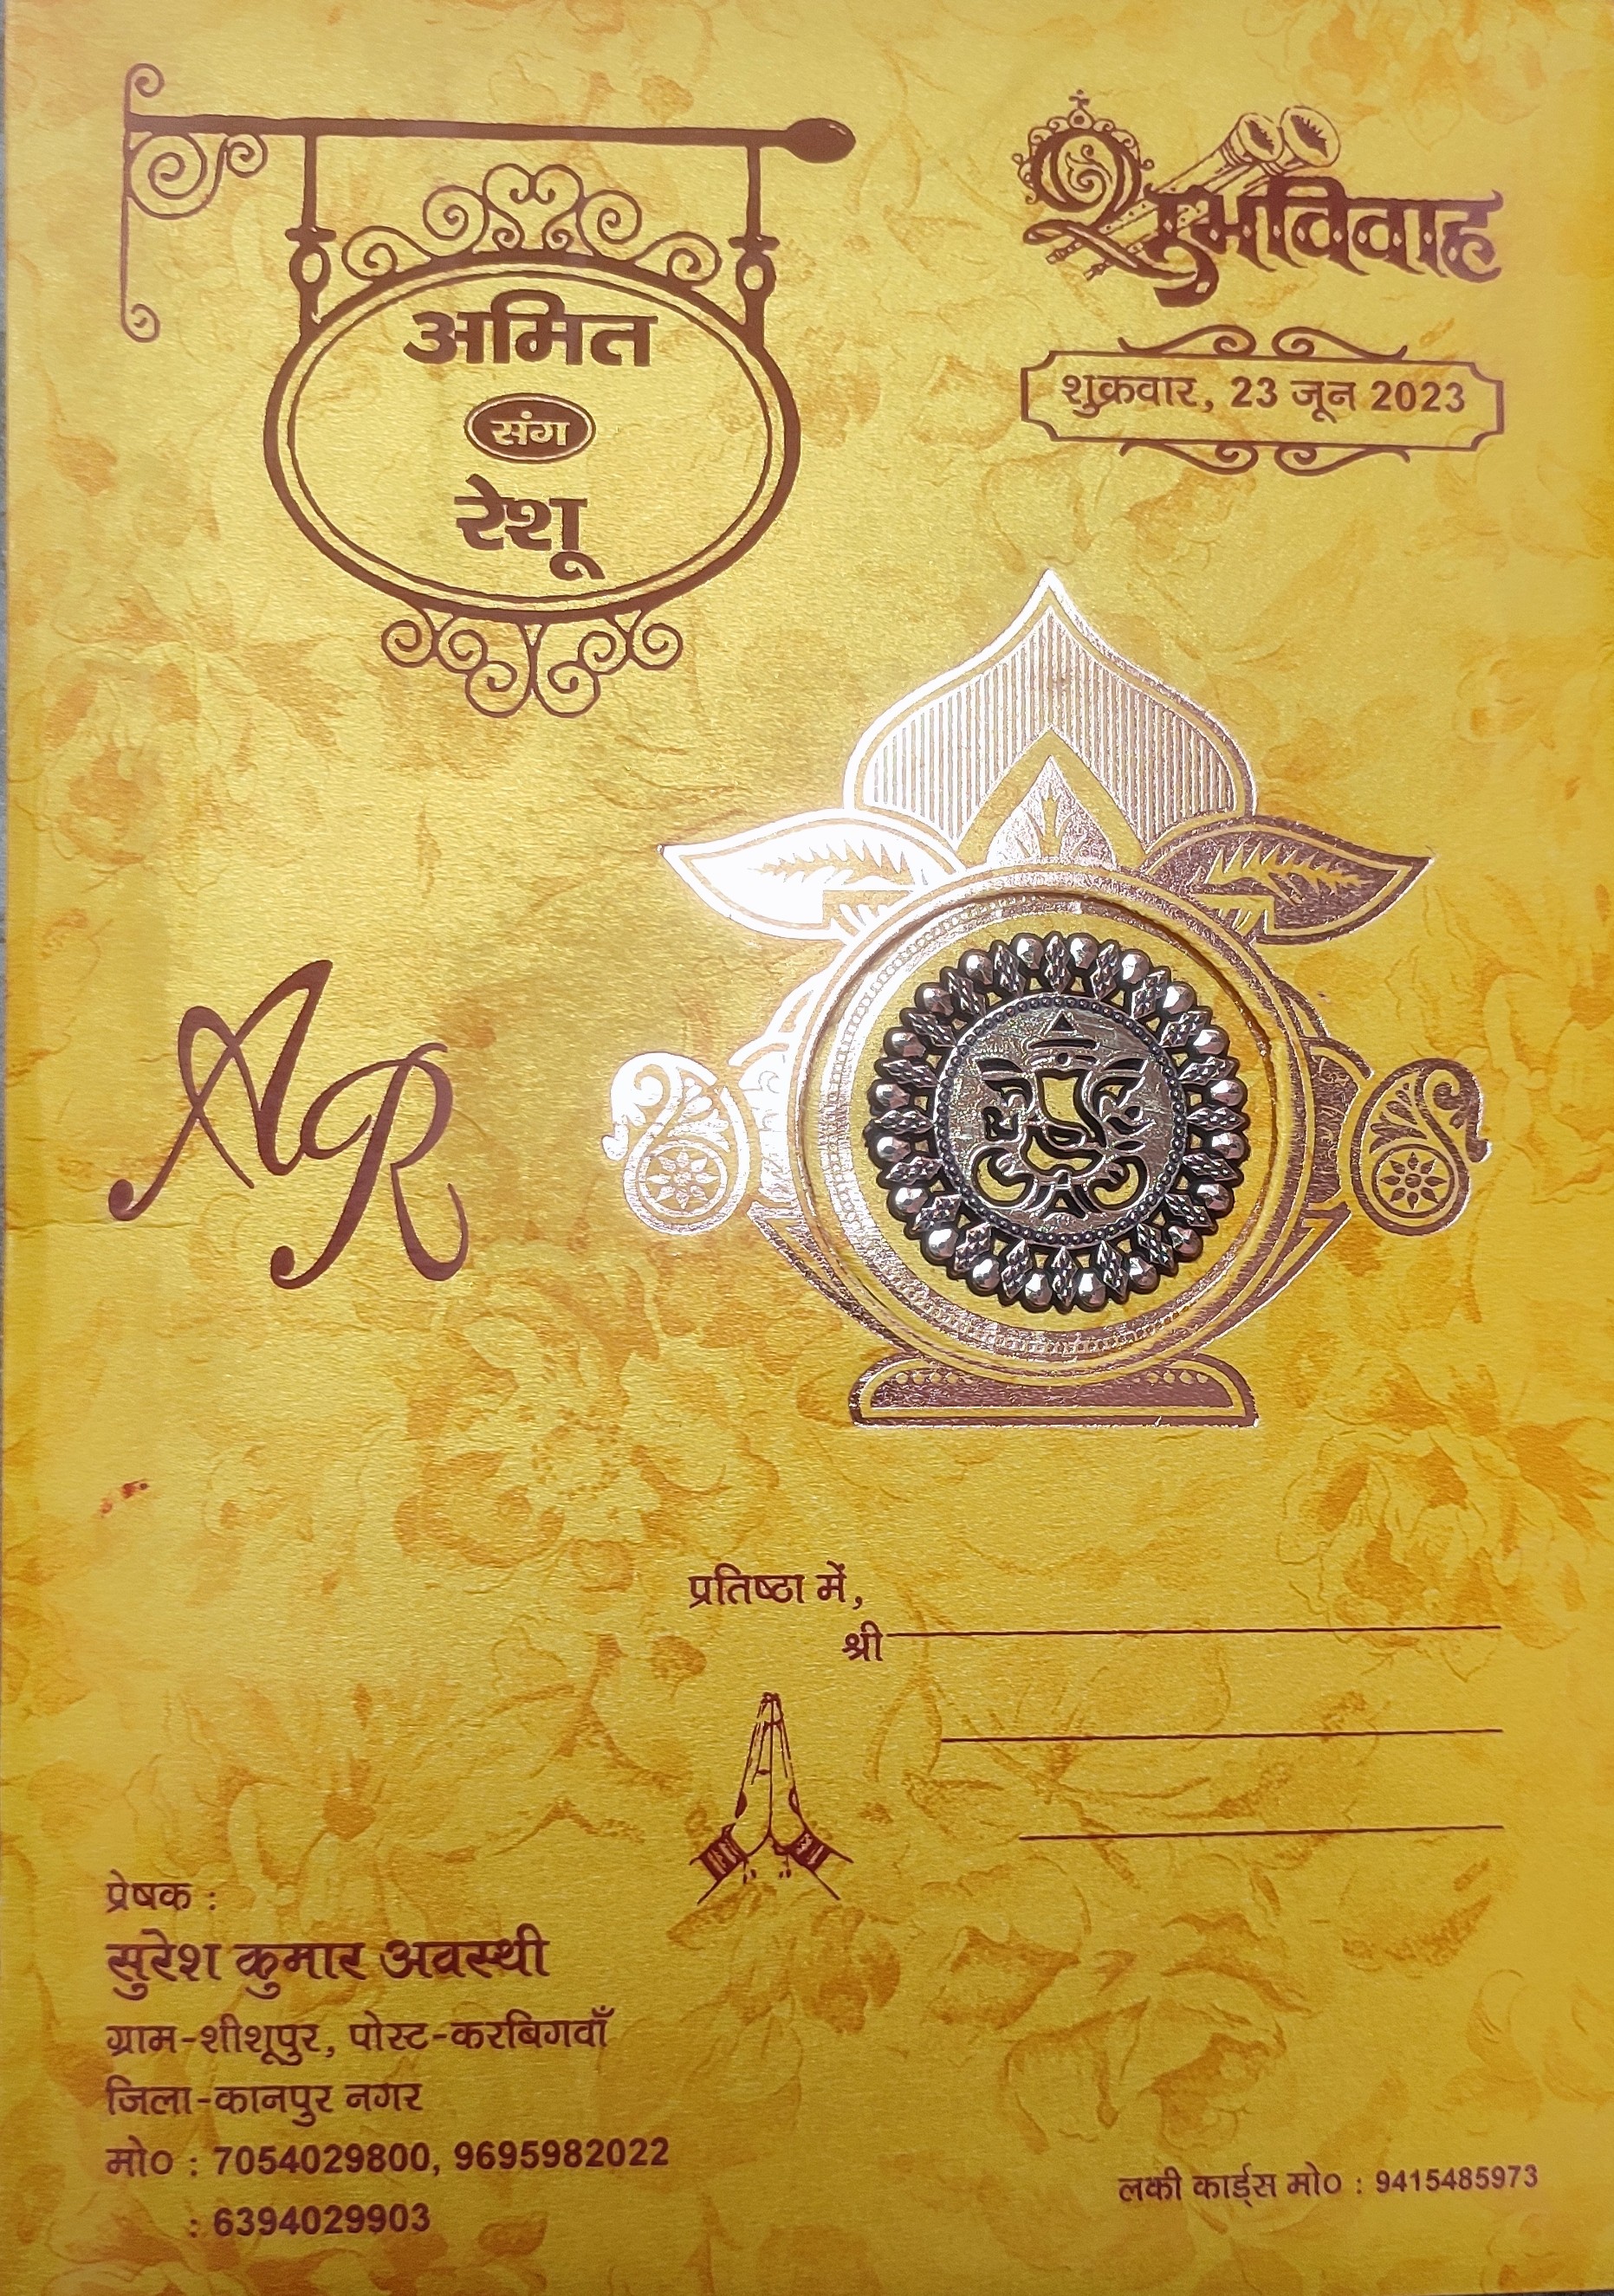 अमित
संग
रेशू
शुभविवाह
शुक्रवार, 23 जून 2023
AR
प्रतिष्ठा में,
श्री
प्रेषक :
सुरेश कुमार अवस्थी
ग्राम-शीशूपुर, पोस्ट-करबिगवाँ
जिला-कानपुर नगर
मो० : 7054029800, 9695982022
: 6394029903
लकी कार्ड्स मो० : 9415485973